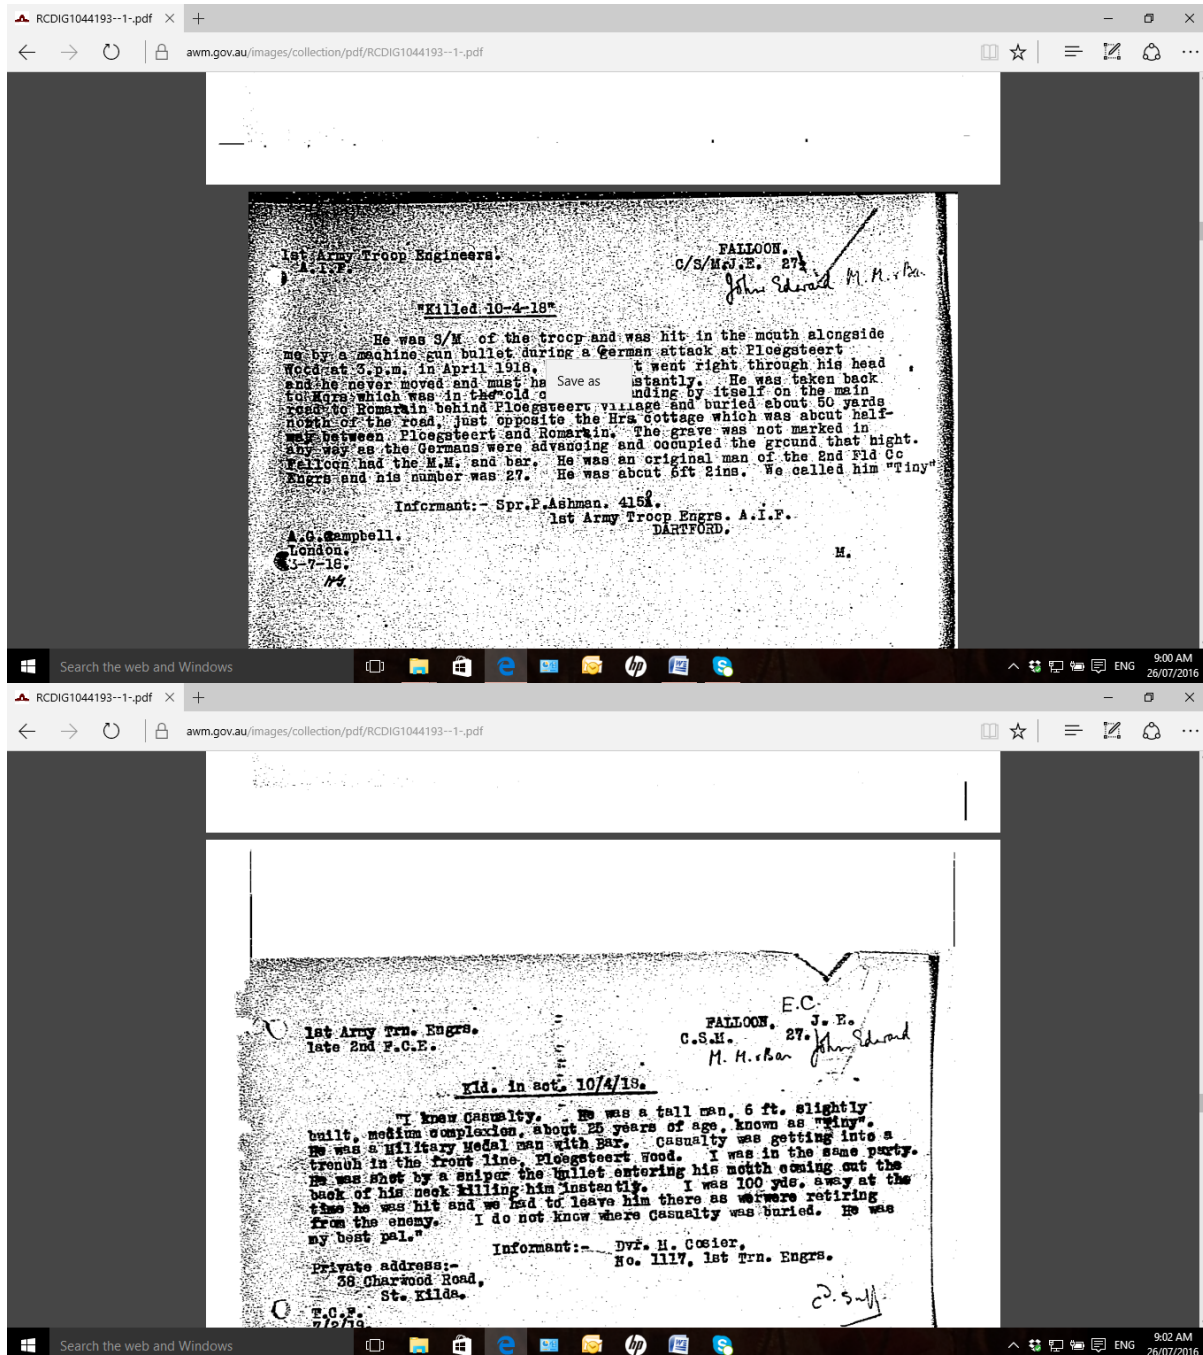 RCDIG1044193--1-.pdf
awm.gov.au/images/collection/pdf/RCDIG1044193--1-.pdf
1st Army Troop Engineers.
A.I.F.
FALLOON.
C/S/M.J.E. 27
John Edward M.M. & Bar
"Killed 10-4-18"
He was S/M of the troop and was hit in the mouth alongside
me by a machine gun bullet during a German attack at Ploegsteert
Wood at 3.p.m. in April 1918. t went right through his head
and he never moved and must ha stantly. He was taken back
to Hqrs which was in the old c nding by itself on the main
road to Romarain behind Ploegsteert village and buried about 50 yards
north of the road, just opposite the Hrs cottage which was about half-
way between Ploegsteert and Romarin. The grave was not marked in
any way as the Germans were advancing and occupied the ground that night.
Falloon had the M.M. and bar. He was an original man of the 2nd Fld Cc
Engrs and his number was 27. He was about 6ft 2ins. We called him "Tiny"
Save as
Informant:- Spr.P.Ashman. 415
1st Army Troop Engrs. A.I.F.
DARTFORD.
A.G.Campbell.
London.
3-7-18.
M.
Search the web and Windows
ENG
9:00 AM
26/07/2016
RCDIG1044193--1-.pdf
awm.gov.au/images/collection/pdf/RCDIG1044193--1-.pdf
E.C.
1st Army Trn. Engrs.
late 2nd F.C.E.
FALLOON. J. E.
C.S.M. 27.
M. M. & Bar John Edward
Kld. in act. 10/4/18.
"I knew Casualty. He was a tall man, 6 ft. slightly
built, medium complexion, about 25 years of age, known as "Tiny".
He was a Military Medal man with Bar. Casualty was getting into a
trench in the front line, Ploegsteert Wood. I was in the same party.
He was shot by a sniper the bullet entering his mouth coming out the
back of his neck killing him instantly. I was 100 yds. away at the
time he was hit and we had to leave him there as we were retiring
from the enemy. I do not know where Casualty was buried. He was
my best pal."
Informant:- Dvr. H. Cosier,
No. 1117, 1st Trn. Engrs.
Private address:-
38 Charwood Road,
St. Kilda.
T.C.F.
7/2/19.
Search the web and Windows
ENG
9:02 AM
26/07/2016